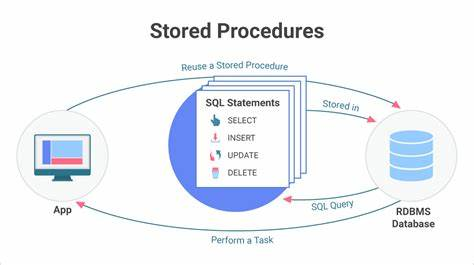 Stored Procedures
Reuse a Stored Procedure
SQL Statements
SELECT
INSERT
UPDATE
DELETE
Stored in
App
SQL Query
RDBMS
Database
Perform a Task